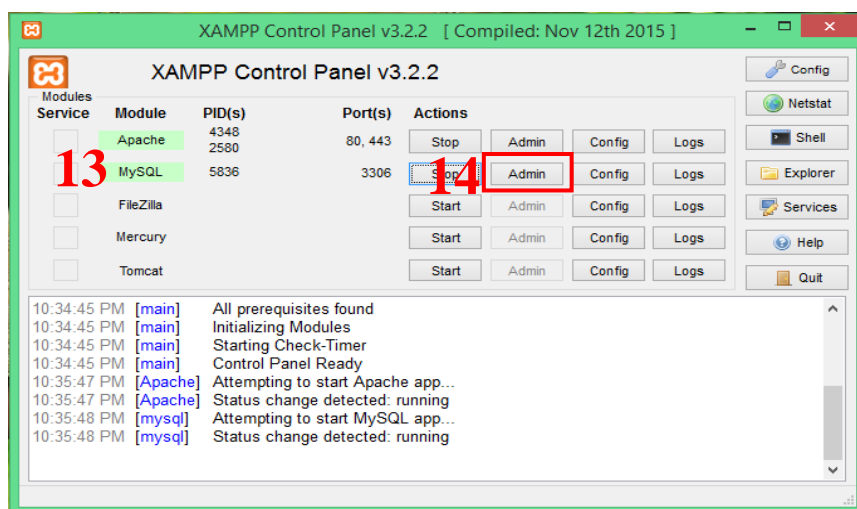 XAMPP Control Panel v3.2.2 [ Compiled: Nov 12th 2015 ]
XAMPP Control Panel v3.2.2
Config
Modules
Service Module PID(s) Port(s) Actions
Netstat
Apache 4348 2580 80, 443 Stop Admin Config Logs
Shell
13 MySQL 5836 3306 Stop 14 Admin Config Logs
Explorer
FileZilla Start Admin Config Logs
Services
Mercury Start Admin Config Logs
Help
Tomcat Start Admin Config Logs
Quit
10:34:45 PM [main] All prerequisites found
10:34:45 PM [main] Initializing Modules
10:34:45 PM [main] Starting Check-Timer
10:34:45 PM [main] Control Panel Ready
10:35:47 PM [Apache] Attempting to start Apache app...
10:35:47 PM [Apache] Status change detected: running
10:35:48 PM [mysql] Attempting to start MySQL app...
10:35:48 PM [mysql] Status change detected: running